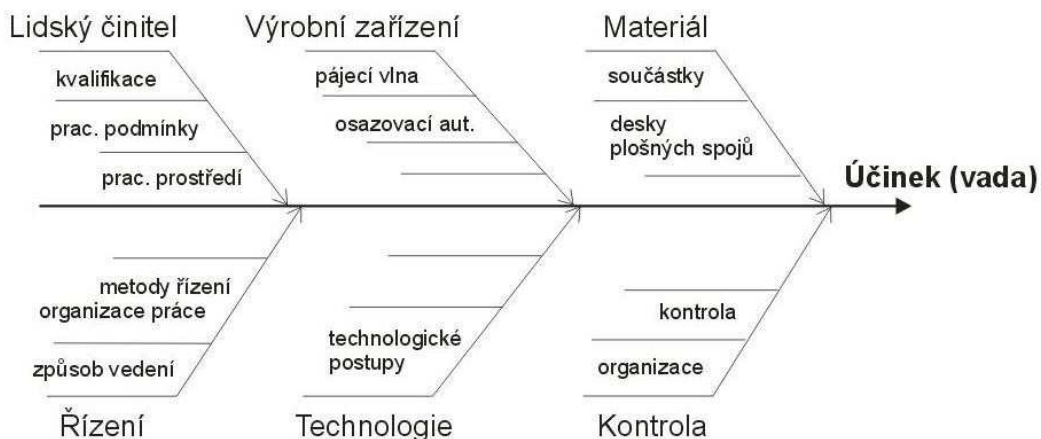 Lidský činitel
kvalifikace
prac. podmínky
prac. prostředí
Výrobní zařízení
pájecí vlna
osazovací aut.
Materiál
součástky
desky
plošných spojů
Účinek (vada)
metody řízení
organizace práce
způsob vedení
Řízení
technologické
postupy
Technologie
kontrola
organizace
Kontrola